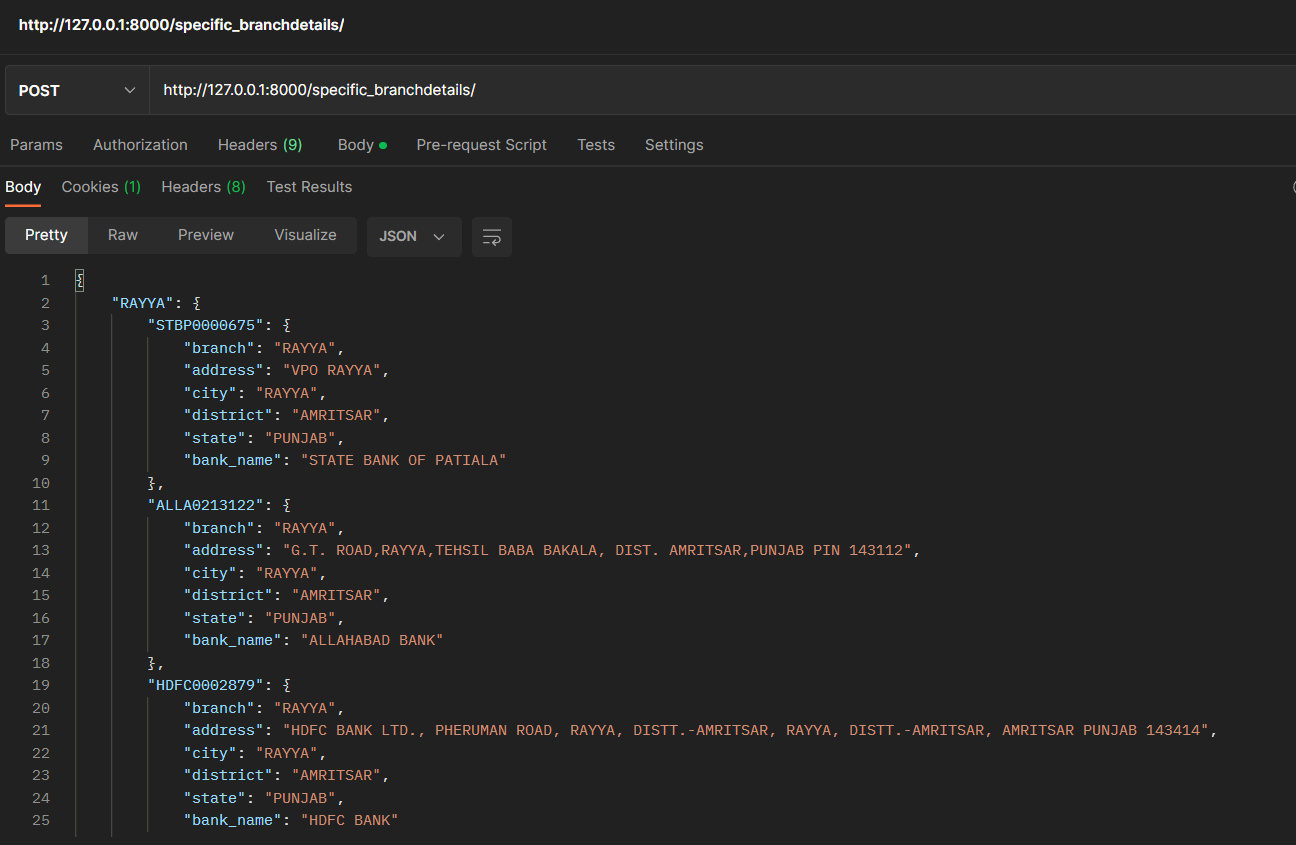 http://127.0.0.1:8000/specific_branchdetails/
POST http://127.0.0.1:8000/specific_branchdetails/
Params Authorization Headers (9) Body Pre-request Script Tests Settings
Body Cookies (1) Headers (8) Test Results
Pretty Raw Preview Visualize JSON
1 {
2 "RAYYA": {
3 "STBP0000675": {
4 "branch": "RAYYA",
5 "address": "VPO RAYYA",
6 "city": "RAYYA",
7 "district": "AMRITSAR",
8 "state": "PUNJAB",
9 "bank_name": "STATE BANK OF PATIALA"
10 },
11 "ALLA0213122": {
12 "branch": "RAYYA",
13 "address": "G.T. ROAD,RAYYA,TEHSIL BABA BAKALA, DIST. AMRITSAR,PUNJAB PIN 143112",
14 "city": "RAYYA",
15 "district": "AMRITSAR",
16 "state": "PUNJAB",
17 "bank_name": "ALLAHABAD BANK"
18 },
19 "HDFC0002879": {
20 "branch": "RAYYA",
21 "address": "HDFC BANK LTD., PHERUMAN ROAD, RAYYA, DISTT.-AMRITSAR, RAYYA, DISTT.-AMRITSAR, AMRITSAR PUNJAB 143414",
22 "city": "RAYYA",
23 "district": "AMRITSAR",
24 "state": "PUNJAB",
25 "bank_name": "HDFC BANK"